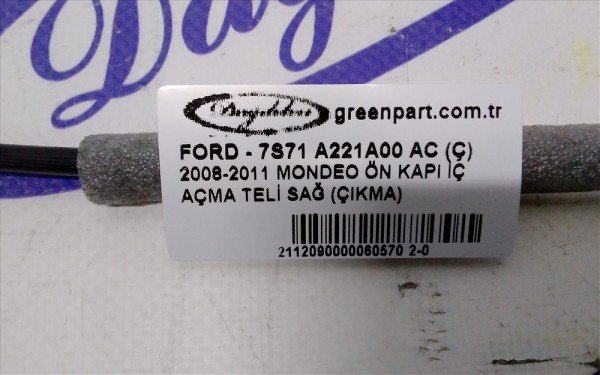 Day
greenpart.com.tr
FORD - 7S71 A221A00 AC (Ç)
2008-2011 MONDEO ÖN KAPI İÇ
AÇMA TELİ SAĞ (ÇIKMA)
2112090000060570 2-0